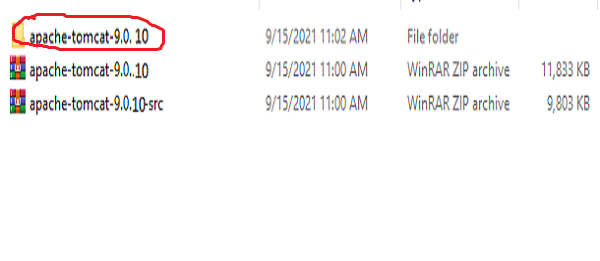 apache-tomcat-9.0. 10 9/15/2021 11:02 AM File folder
apache-tomcat-9.0..10 9/15/2021 11:00 AM WinRAR ZIP archive 11,833 KB
apache-tomcat-9.0.10-src 9/15/2021 11:00 AM WinRAR ZIP archive 9,803 KB